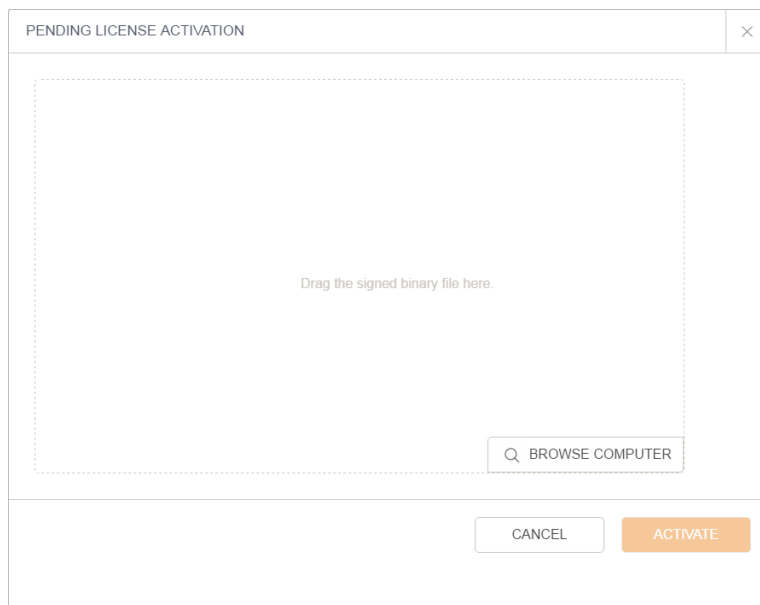 PENDING LICENSE ACTIVATION
Drag the signed binary file here.
BROWSE COMPUTER
CANCEL
ACTIVATE